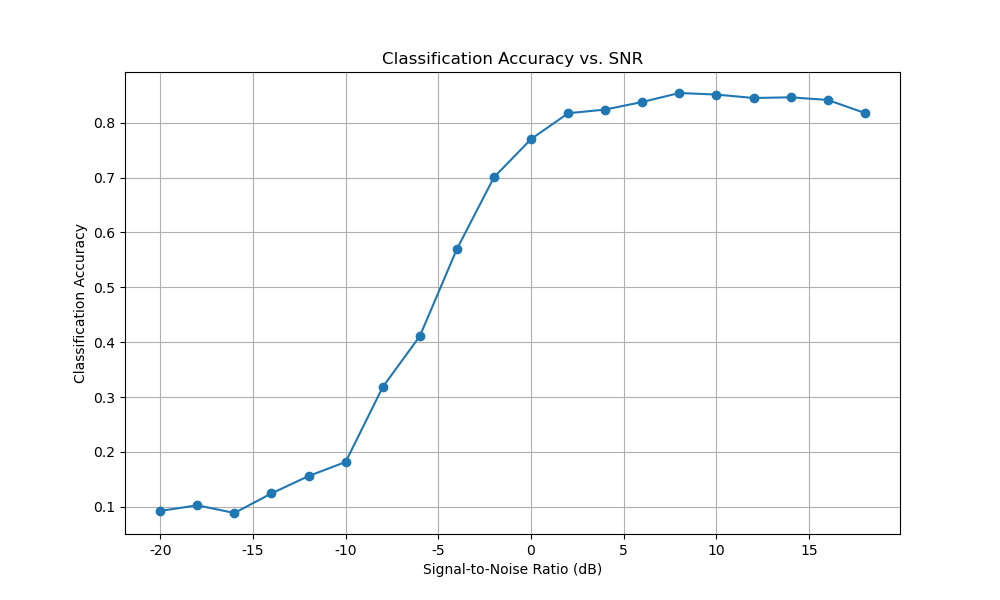 Classification Accuracy vs. SNR
Classification Accuracy
0.8
0.7
0.6
0.5
0.4
0.3
0.2
0.1
-20 -15 -10 -5 0 5 10 15
Signal-to-Noise Ratio (dB)